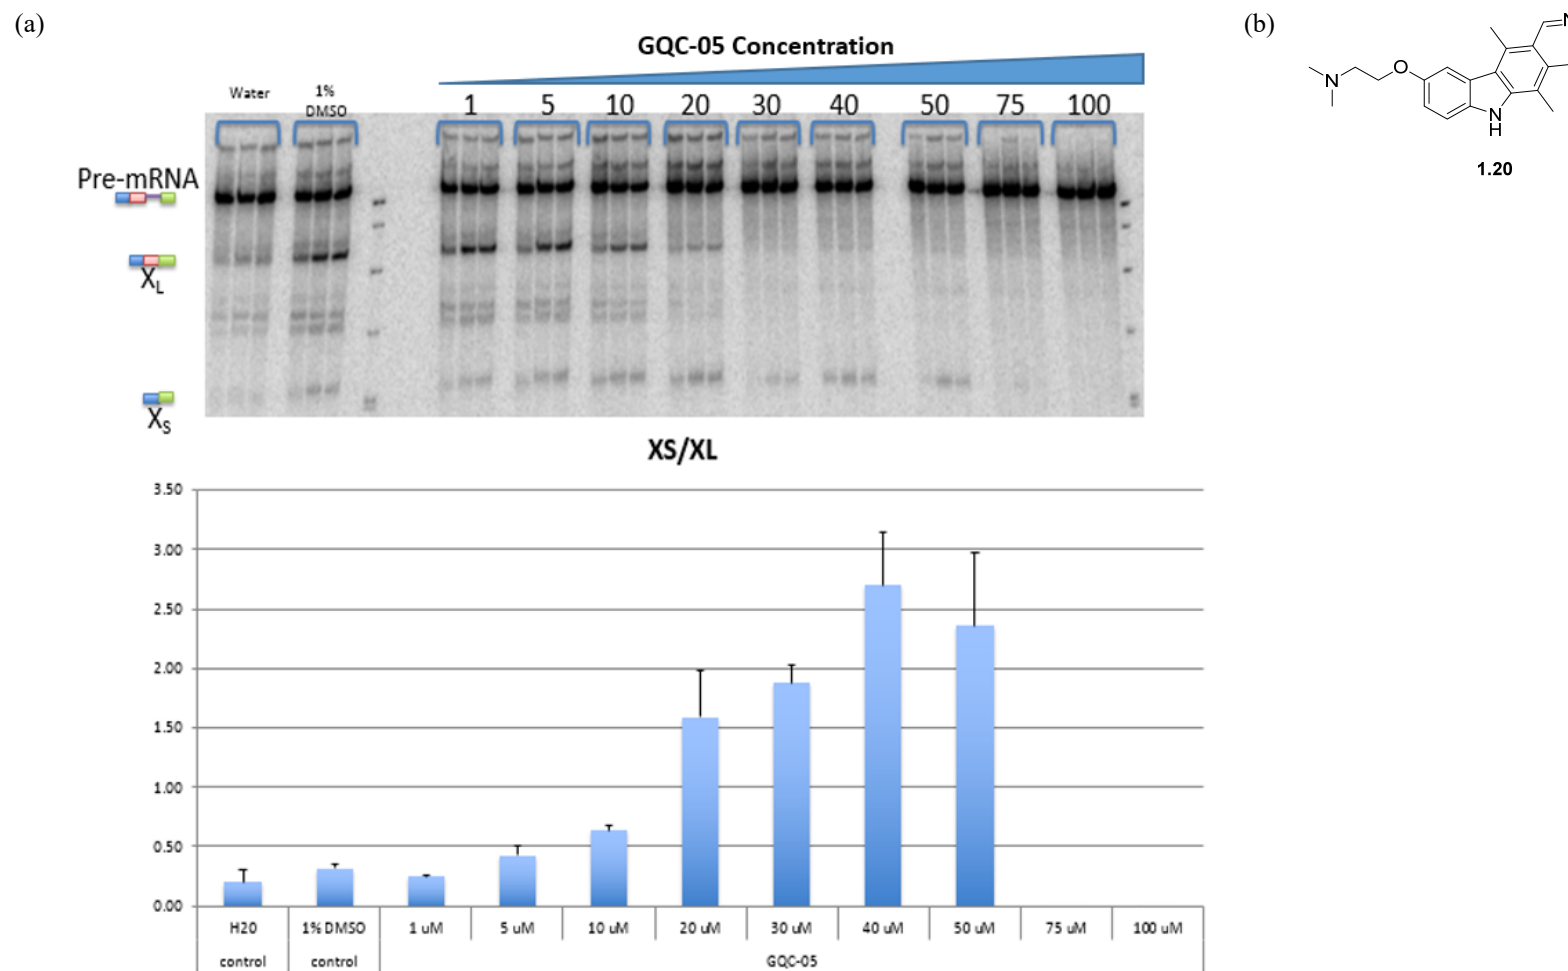 (a)
GQC-05 Concentration
Water
1%
DMSO
1 5 10 20 30 40 50 75 100
Pre-mRNA
XL
XS
XS/XL
3.50
3.00
2.50
2.00
1.50
1.00
0.50
0.00
H20 1% DMSO 1 uM 5 uM 10 uM 20 uM 30 uM 40 uM 50 uM 75 uM 100 uM
control control GQC-05
(b)
N
O
N
H
1.20